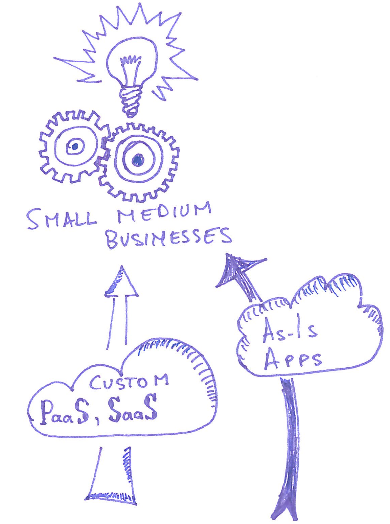 SMALL MEDIUM
BUSINESSES
As-Is
APPS
CUSTOM
PaaS, SaaS